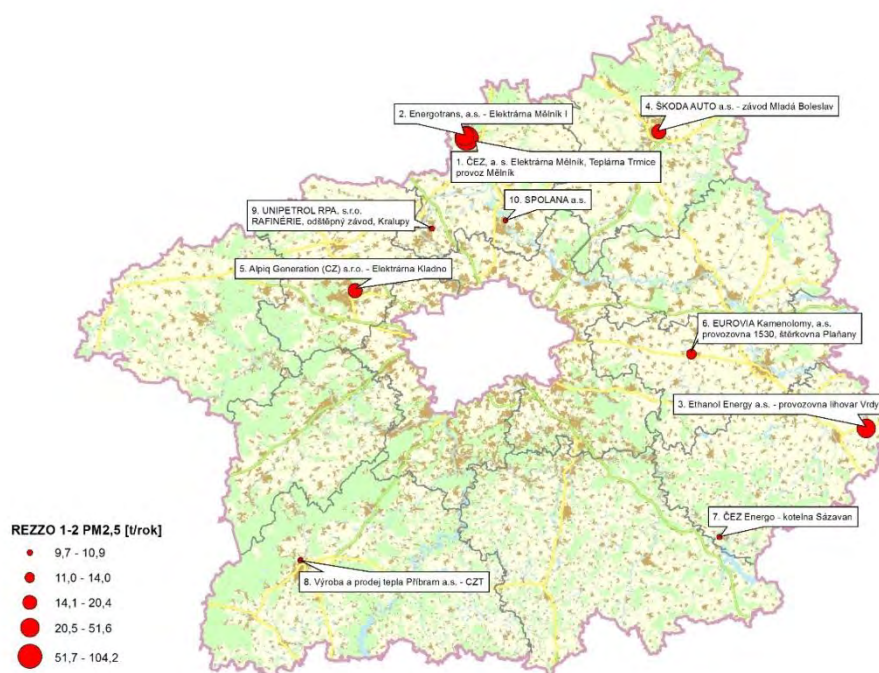 2. Energotrans, a.s. - Elektrárna Mělník I
4. ŠKODA AUTO a.s. - závod Mladá Boleslav
1. ČEZ, a. s. Elektrárna Mělník, Teplárna Trmice
provoz Mělník
9. UNIPETROL RPA, s.r.o.
RAFINÉRIE, odštěpný závod, Kralupy
10. SPOLANA a.s.
5. Alpiq Generation (CZ) s.r.o. - Elektrárna Kladno
6. EUROVIA Kamenolomy, a.s.
provozovna 1530, štěrkovna Plaňany
3. Ethanol Energy a.s. - provozovna lihovar Vrdy
7. ČEZ Energo - kotelna Sázavan
8. Výroba a prodej tepla Příbram a.s. - CZT
REZZO 1-2 PM2,5 [t/rok]
9,7 - 10,9
11,0 - 14,0
14,1 - 20,4
20,5 - 51,6
51,7 - 104,2